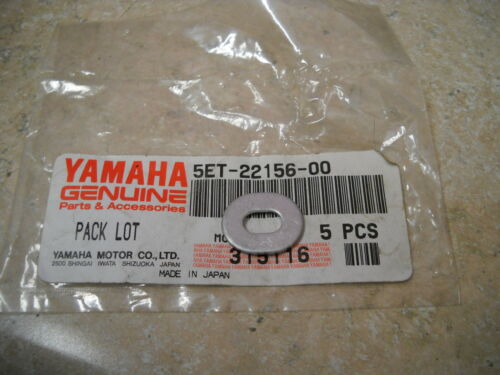 YAMAHA
GENUINE
Parts & Accessories
5ET-22156-00
PACK LOT
5 PCS
YAMAHA MOTOR CO., LTD.
2500 SHINGAI IWATA SHIZUOKA JAPAN
MADE IN JAPAN
315116